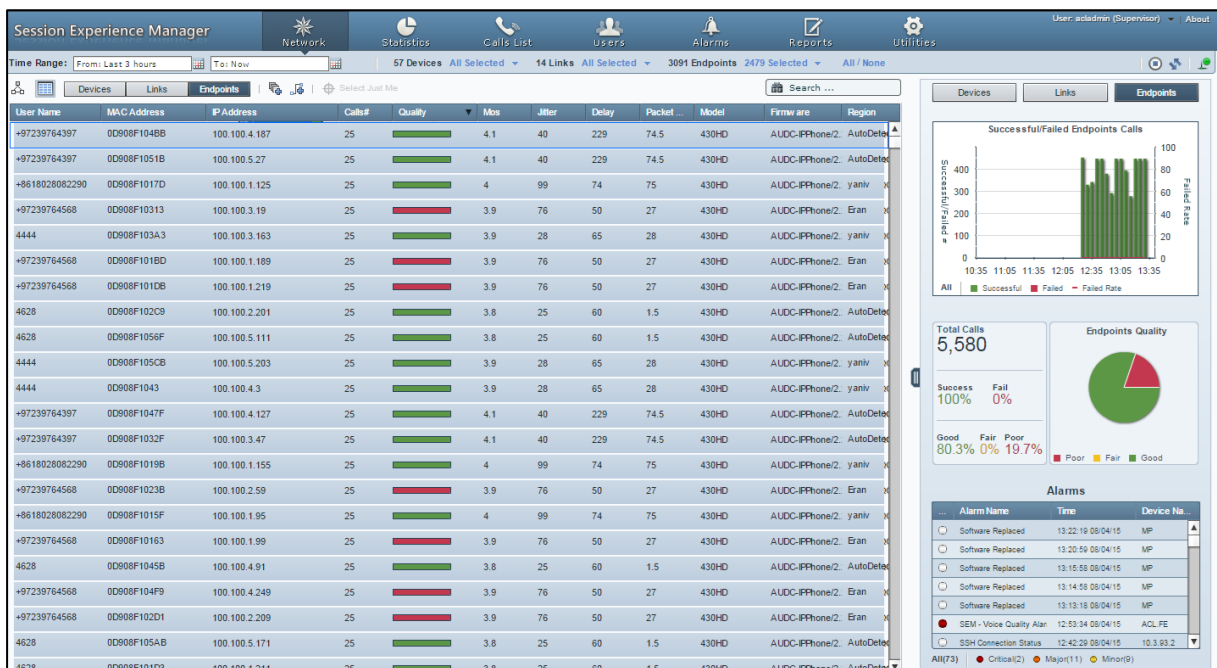 Session Experience Manager
Network
Statistics
Calls List
Users
Alarms
Reports
Utilities
User: acladmin (Supervisor) About
Time Range: From: Last 3 hours To: Now 57 Devices All Selected 14 Links All Selected 3091 Endpoints 2479 Selected All / None
Devices Links Endpoints Select Just Me Search ...
User Name MAC Address IP Address Calls# Quality Mos Jitter Delay Packet ... Model Firmware Region
+97239764397 0D908F104BB 100.100.4.187 25 4.1 40 229 74.5 430HD AUDC-IPPhone/2. AutoDetec
+97239764397 0D908F1051B 100.100.5.27 25 4.1 40 229 74.5 430HD AUDC-IPPhone/2. AutoDetec
+8618028082290 0D908F1017D 100.100.1.125 25 4 99 74 75 430HD AUDC-IPPhone/2. yaniv
+97239764568 0D908F10313 100.100.3.19 25 3.9 76 50 27 430HD AUDC-IPPhone/2. Eran
4444 0D908F103A3 100.100.3.163 25 3.9 28 65 28 430HD AUDC-IPPhone/2. yaniv
+97239764568 0D908F101BD 100.100.1.189 25 3.9 76 50 27 430HD AUDC-IPPhone/2. Eran
+97239764568 0D908F101DB 100.100.1.219 25 3.9 76 50 27 430HD AUDC-IPPhone/2. Eran
4628 0D908F102C9 100.100.2.201 25 3.8 25 60 1.5 430HD AUDC-IPPhone/2. AutoDetec
4628 0D908F1056F 100.100.5.111 25 3.8 25 60 1.5 430HD AUDC-IPPhone/2. AutoDetec
4444 0D908F105CB 100.100.5.203 25 3.9 28 65 28 430HD AUDC-IPPhone/2. yaniv
4444 0D908F1043 100.100.4.3 25 3.9 28 65 28 430HD AUDC-IPPhone/2. yaniv
+97239764397 0D908F1047F 100.100.4.127 25 4.1 40 229 74.5 430HD AUDC-IPPhone/2. AutoDetec
+97239764397 0D908F1032F 100.100.3.47 25 4.1 40 229 74.5 430HD AUDC-IPPhone/2. AutoDetec
+8618028082290 0D908F1019B 100.100.1.155 25 4 99 74 75 430HD AUDC-IPPhone/2. yaniv
+97239764568 0D908F1023B 100.100.2.59 25 3.9 76 50 27 430HD AUDC-IPPhone/2. Eran
+8618028082290 0D908F1015F 100.100.1.95 25 4 99 74 75 430HD AUDC-IPPhone/2. yaniv
+97239764568 0D908F10163 100.100.1.99 25 3.9 76 50 27 430HD AUDC-IPPhone/2. Eran
4628 0D908F1045B 100.100.4.91 25 3.8 25 60 1.5 430HD AUDC-IPPhone/2. AutoDetec
+97239764568 0D908F104F9 100.100.4.249 25 3.9 76 50 27 430HD AUDC-IPPhone/2. Eran
+97239764568 0D908F102D1 100.100.2.209 25 3.9 76 50 27 430HD AUDC-IPPhone/2. Eran
4628 0D908F105AB 100.100.5.171 25 3.8 25 60 1.5 430HD AUDC-IPPhone/2. AutoDetec
Devices Links Endpoints
Successful/Failed Endpoints Calls
Successful/Failed #
400
300
200
100
0
100
80
60
40
20
0
Failed Rate
10:35 11:05 11:35 12:05 12:35 13:05 13:35
All Successful Failed Failed Rate
Total Calls
5,580
Success Fail
100% 0%
Good Fair Poor
80.3% 0% 19.7%
Endpoints Quality
Poor Fair Good
Alarms
... Alarm Name Time Device Na...
Software Replaced 13:22:19 08/04/15 MP
Software Replaced 13:20:59 08/04/15 MP
Software Replaced 13:15:58 08/04/15 MP
Software Replaced 13:14:58 08/04/15 MP
Software Replaced 13:13:18 08/04/15 MP
SEM - Voice Quality Alar 12:53:34 08/04/15 ACL.FE
SSH Connection Status 12:42:29 08/04/15 10.3.93.2
All(73) Critical(2) Major(11) Minor(9)